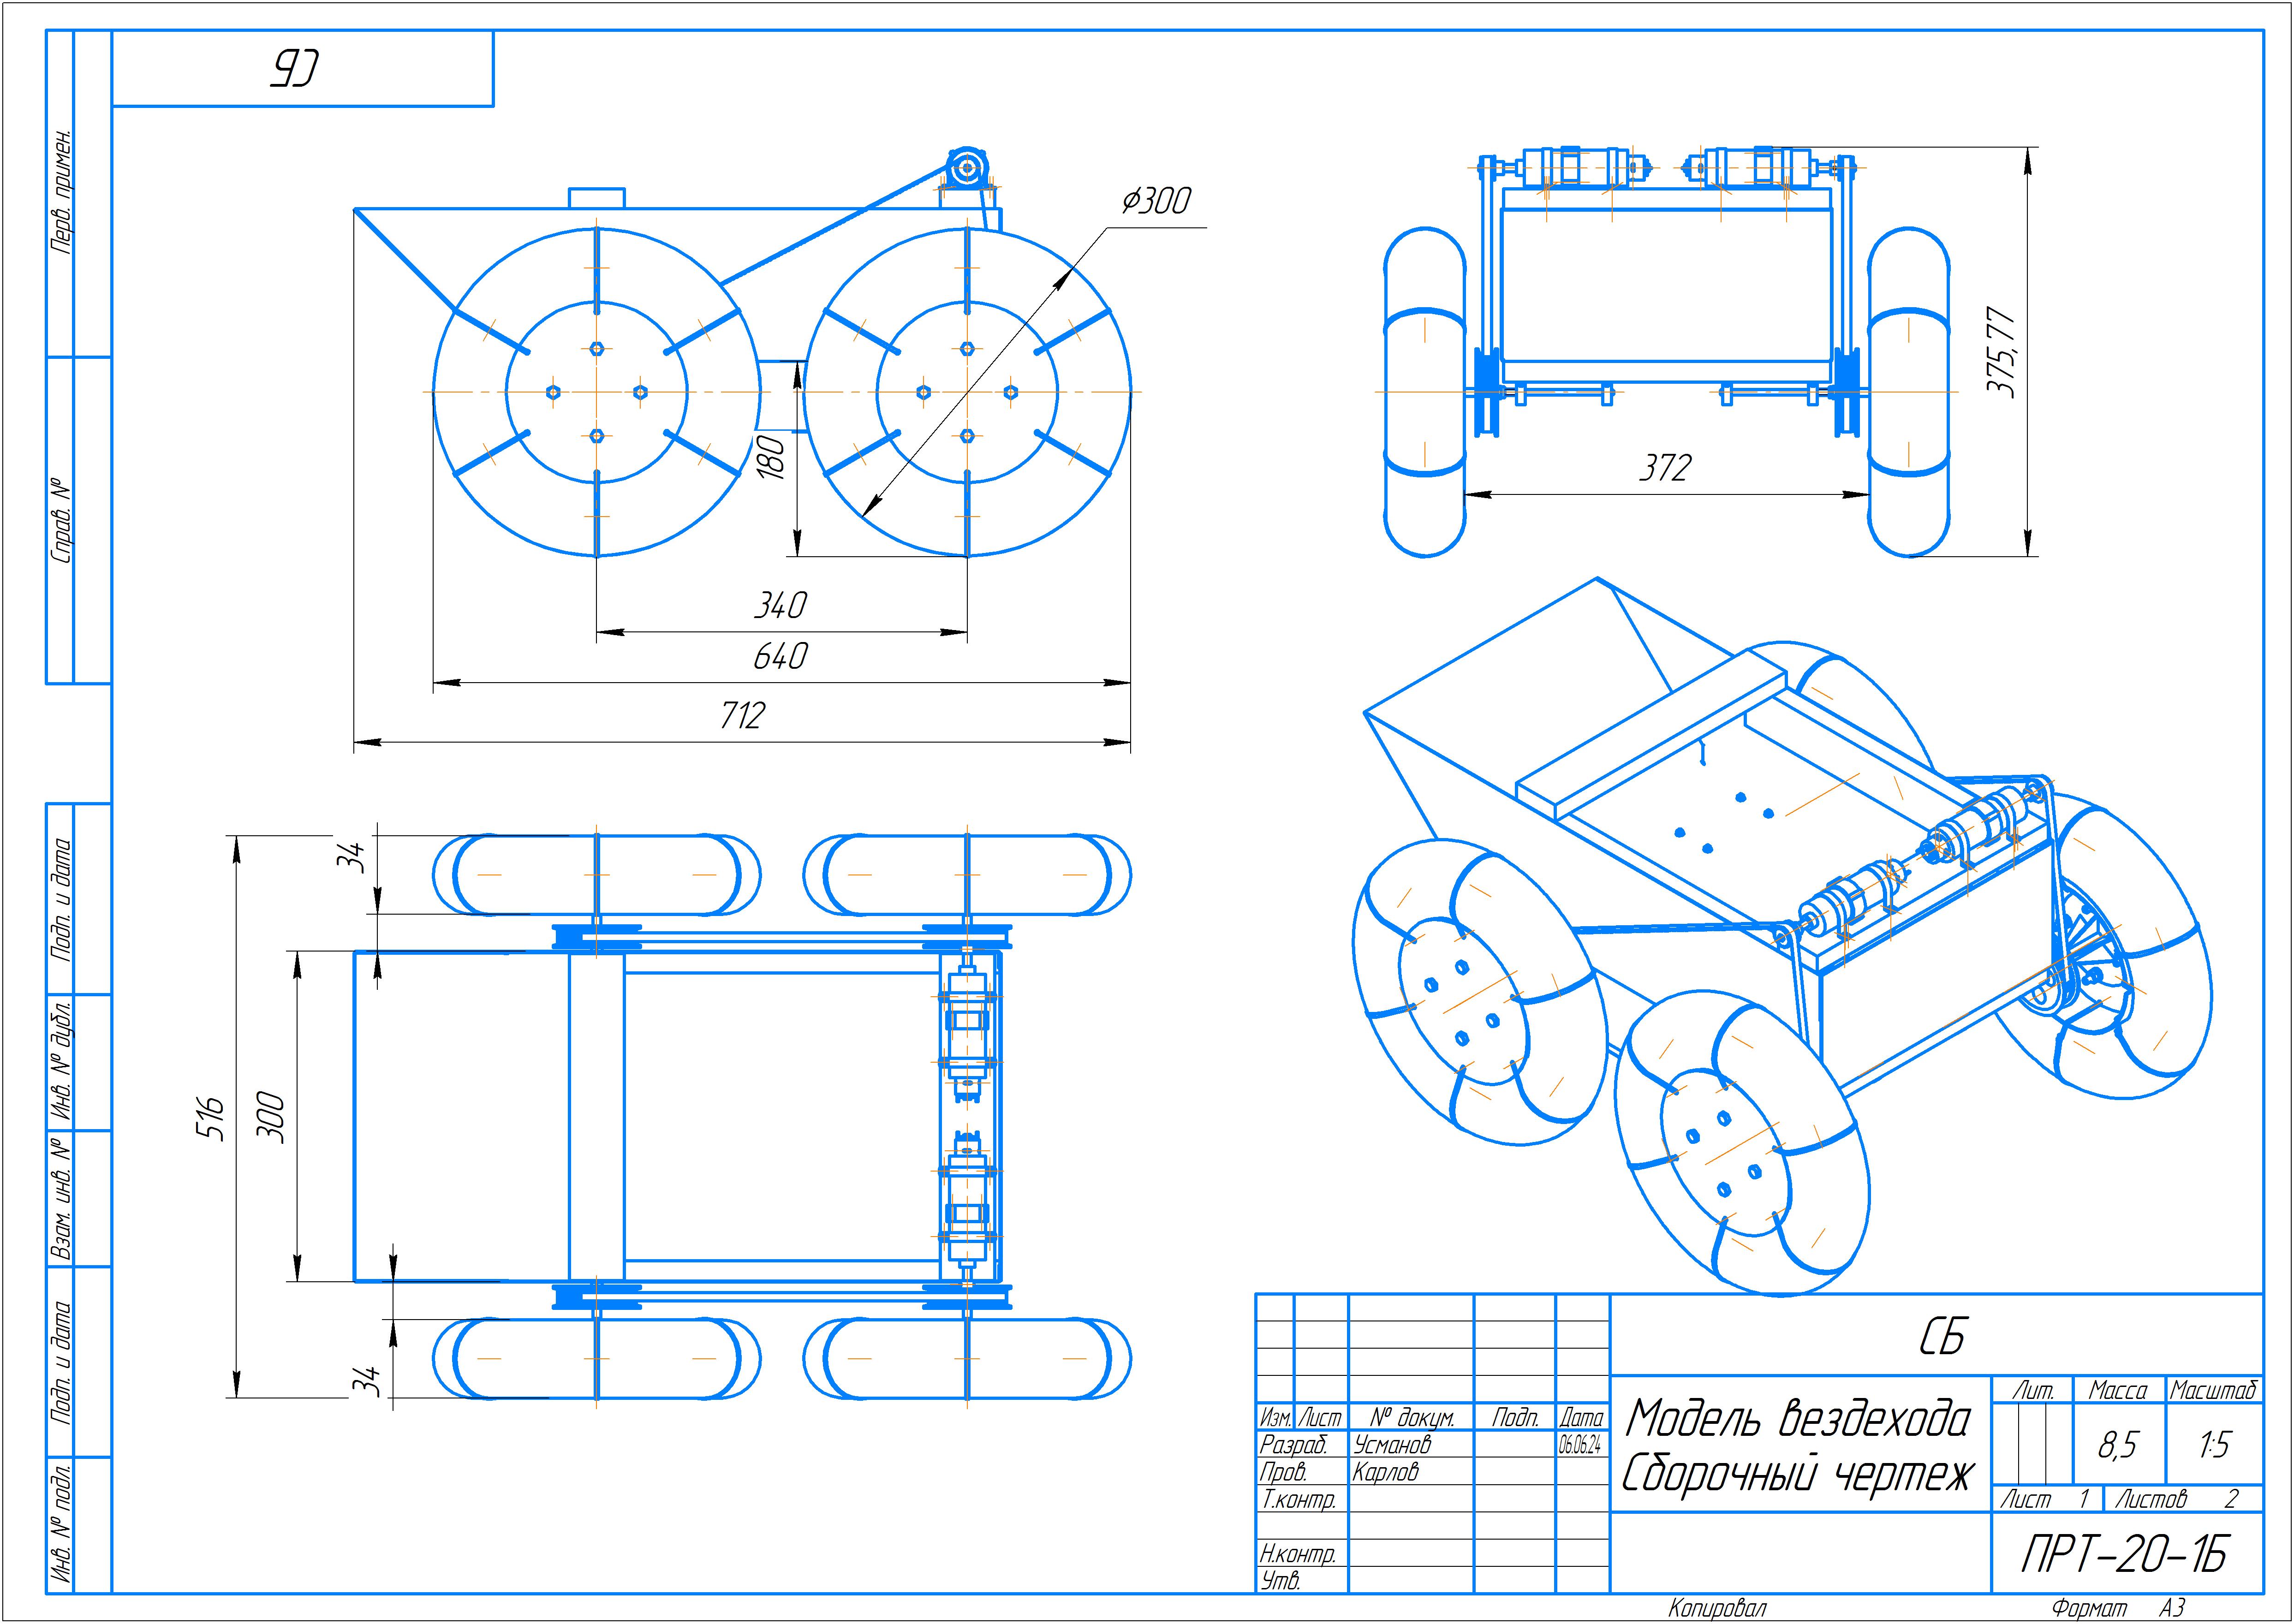 СБ
Перв. примен.
Справ. №
Подп. и дата
Инв. № дубл.
Взам. инв. №
Подп. и дата
Инв. № подл.
ϕ300
180
340
640
712
375,77
372
34
516
300
34
СБ
Модель вездехода
Сборочный чертеж
Лит. Масса Масштаб
8,5 1:5
Лист 1 Листов 2
ПРТ-20-1Б
Изм. Лист № докум. Подп. Дата
Разраб. Усманов 06.06.24
Пров. Карлов
Т.контр.
Н.контр.
Утв.
Копировал Формат А3